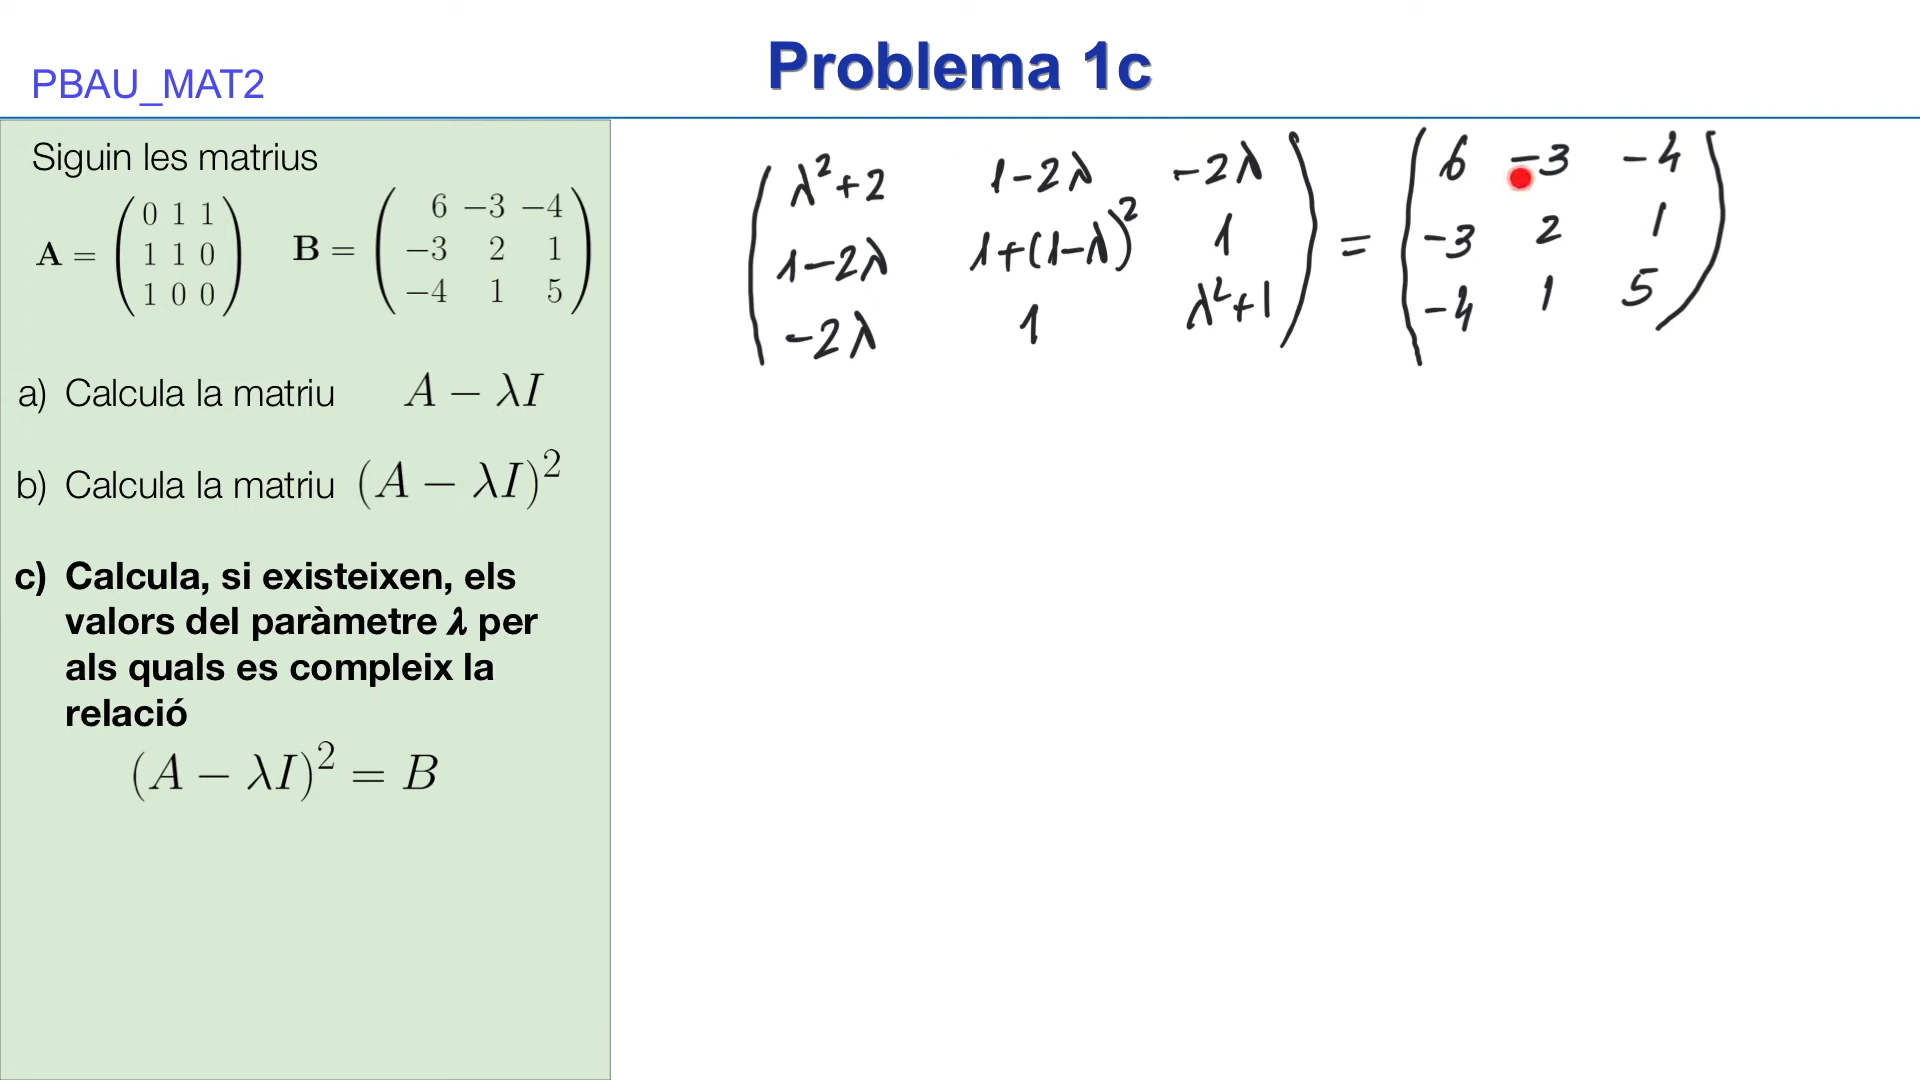 Problema 1c
PBAU_MAT2
Siguin les matrius
A = ( 0 1 1
1 1 0
1 0 0 )
B = ( 6 −3 −4
−3 2 1
−4 1 5 )
a) Calcula la matriu A − λI
b) Calcula la matriu (A − λI)²
c) Calcula, si existeixen, els
valors del paràmetre λ per
als quals es compleix la
relació
(A − λI)² = B
( λ²+2 1−2λ −2λ
1−2λ 1+(1−λ)² 1
−2λ 1 λ²+1 )
=
( 6 −3 −4
−3 2 1
−4 1 5 )